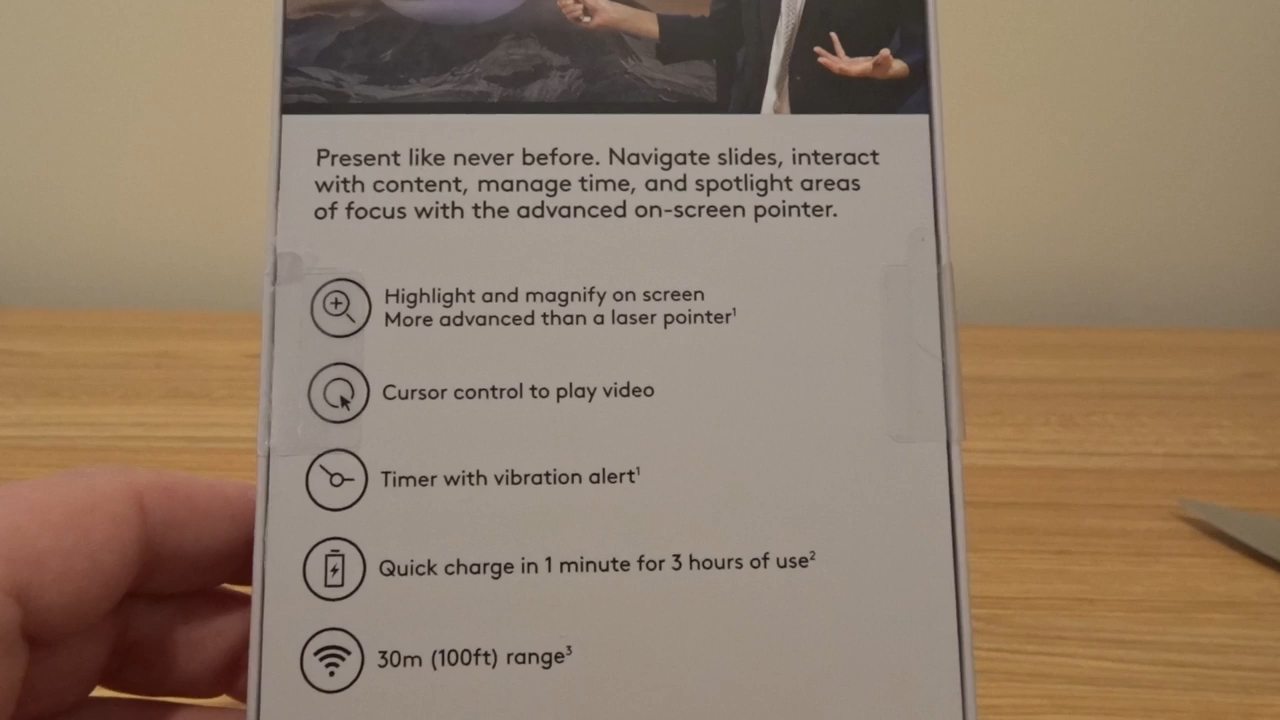 Present like never before. Navigate slides, interact
with content, manage time, and spotlight areas
of focus with the advanced on-screen pointer.
Highlight and magnify on screen
More advanced than a laser pointer¹
Cursor control to play video
Timer with vibration alert¹
Quick charge in 1 minute for 3 hours of use²
30m (100ft) range³